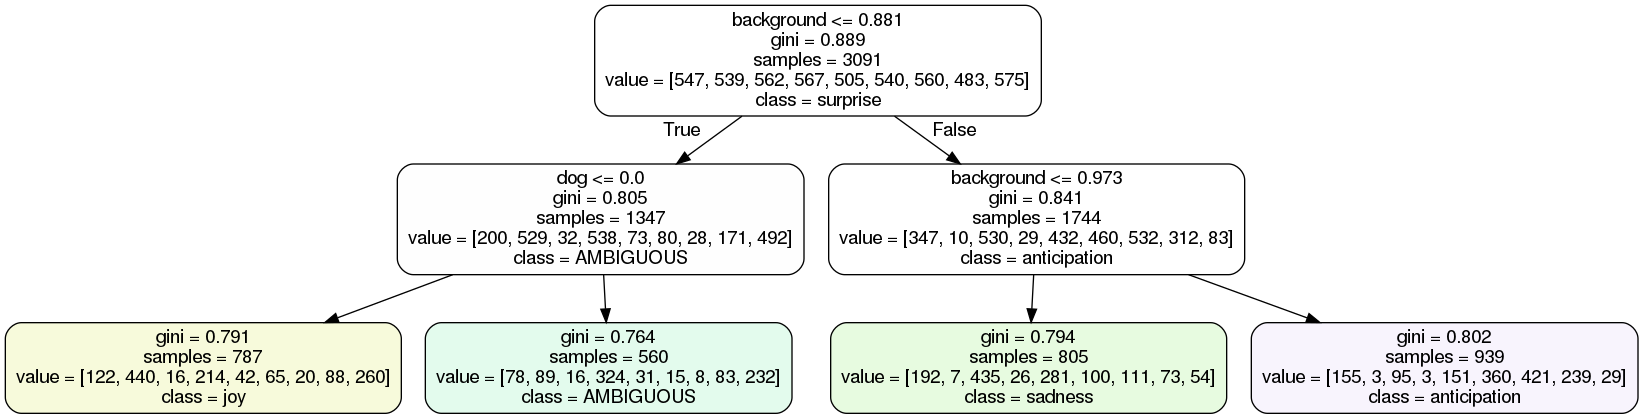 background <= 0.881
gini = 0.889
samples = 3091
value = [547, 539, 562, 567, 505, 540, 560, 483, 575]
class = surprise
True
False
dog <= 0.0
gini = 0.805
samples = 1347
value = [200, 529, 32, 538, 73, 80, 28, 171, 492]
class = AMBIGUOUS
background <= 0.973
gini = 0.841
samples = 1744
value = [347, 10, 530, 29, 432, 460, 532, 312, 83]
class = anticipation
gini = 0.791
samples = 787
value = [122, 440, 16, 214, 42, 65, 20, 88, 260]
class = joy
gini = 0.764
samples = 560
value = [78, 89, 16, 324, 31, 15, 8, 83, 232]
class = AMBIGUOUS
gini = 0.794
samples = 805
value = [192, 7, 435, 26, 281, 100, 111, 73, 54]
class = sadness
gini = 0.802
samples = 939
value = [155, 3, 95, 3, 151, 360, 421, 239, 29]
class = anticipation